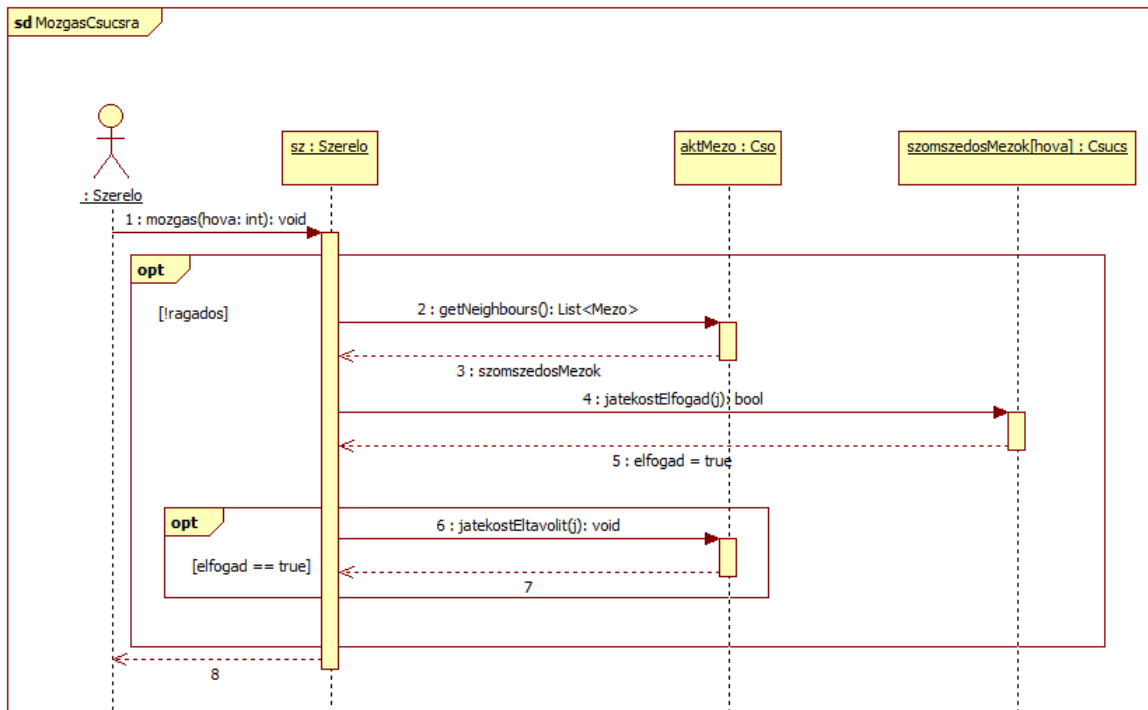 sd MozgasCsucsra
sz : Szerelo
aktMezo : Cso
szomszedosMezok[hova] : Csucs
: Szerelo
1 : mozgas(hova: int): void
opt
[!ragados]
2 : getNeighbours(): List<Mezo>
3 : szomszedosMezok
4 : jatekostElfogad(j): bool
5 : elfogad = true
opt
6 : jatekostEltavolit(j): void
[elfogad == true]
7
8